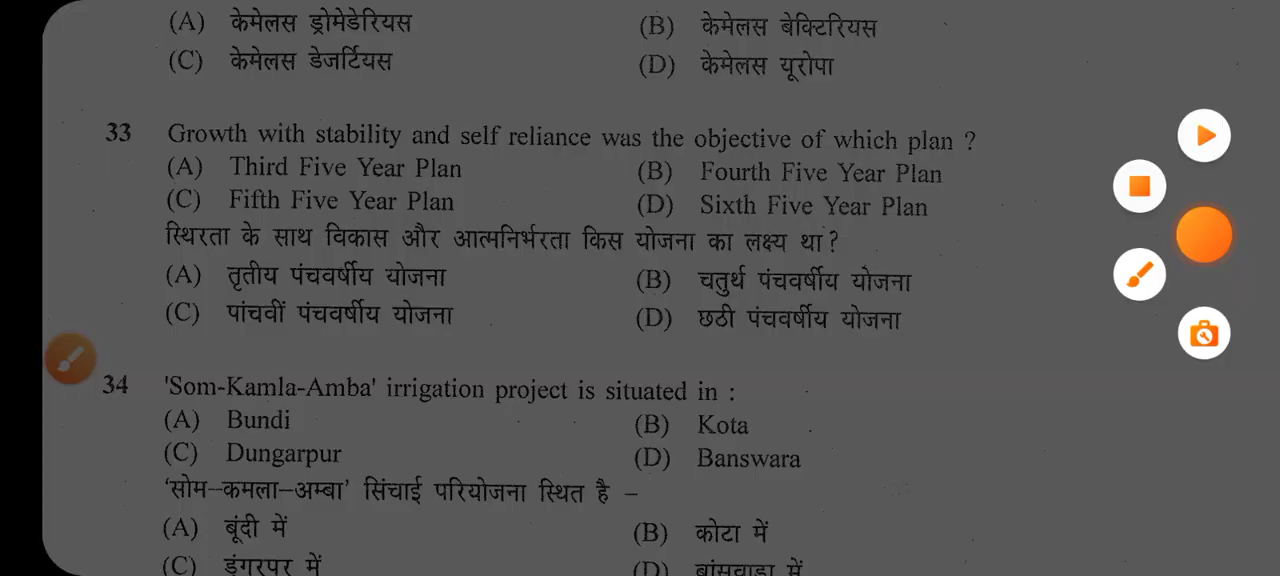 (A) केमेलस ड्रोमेडेरियस (B) केमेलस बेक्टिरियस
(C) केमेलस डेजर्टियस (D) केमेलस यूरोपा
33 Growth with stability and self reliance was the objective of which plan ?
(A) Third Five Year Plan (B) Fourth Five Year Plan
(C) Fifth Five Year Plan (D) Sixth Five Year Plan
स्थिरता के साथ विकास और आत्मनिर्भरता किस योजना का लक्ष्य था?
(A) तृतीय पंचवर्षीय योजना (B) चतुर्थ पंचवर्षीय योजना
(C) पांचवीं पंचवर्षीय योजना (D) छठी पंचवर्षीय योजना
34 'Som-Kamla-Amba' irrigation project is situated in :
(A) Bundi (B) Kota
(C) Dungarpur (D) Banswara
‘सोम–कमला–अम्बा’ सिंचाई परियोजना स्थित है –
(A) बूंदी में (B) कोटा में
(C) डूंगरपुर में (D) बांसवाड़ा में